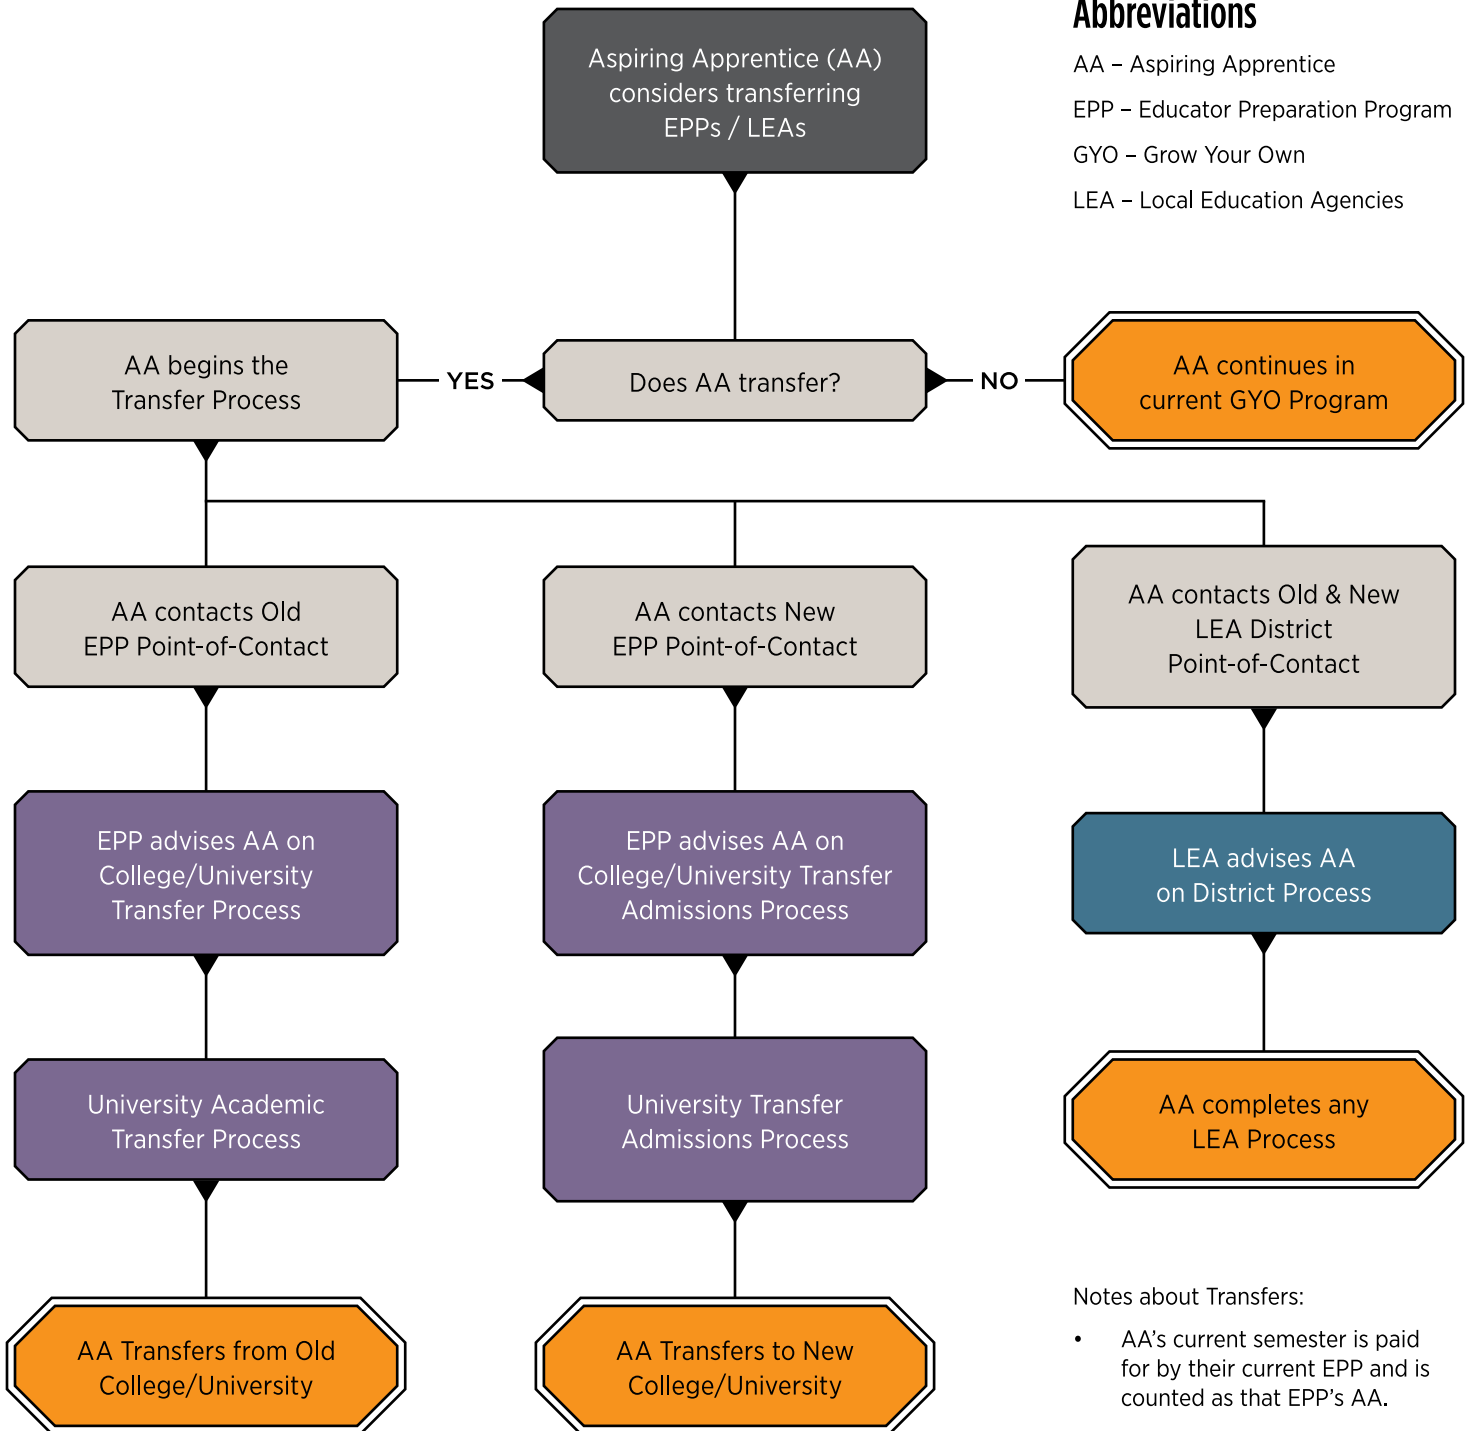 Abbreviations
AA – Aspiring Apprentice
EPP – Educator Preparation Program
GYO – Grow Your Own
LEA – Local Education Agencies
Aspiring Apprentice (AA)
considers transferring
EPPs / LEAs
AA begins the
Transfer Process
YES
Does AA transfer?
NO
AA continues in
current GYO Program
AA contacts Old
EPP Point-of-Contact
AA contacts New
EPP Point-of-Contact
AA contacts Old & New
LEA District
Point-of-Contact
EPP advises AA on
College/University
Transfer Process
EPP advises AA on
College/University Transfer
Admissions Process
LEA advises AA
on District Process
University Academic
Transfer Process
University Transfer
Admissions Process
AA completes any
LEA Process
AA Transfers from Old
College/University
AA Transfers to New
College/University
Notes about Transfers:
• AA's current semester is paid
for by their current EPP and is
counted as that EPP's AA.